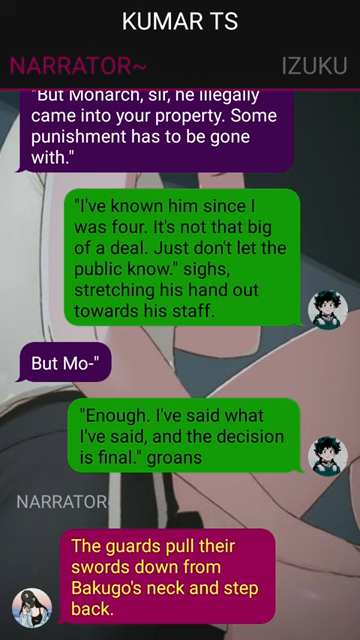 KUMAR TS
NARRATOR~ IZUKU
"But Monarch, sir, he illegally
came into your property. Some
punishment has to be gone
with."
"I've known him since I
was four. It's not that big
of a deal. Just don't let the
public know." sighs,
stretching his hand out
towards his staff.
But Mo-"
"Enough. I've said what
I've said, and the decision
is final." groans
NARRATOR
The guards pull their
swords down from
Bakugo's neck and step
back.